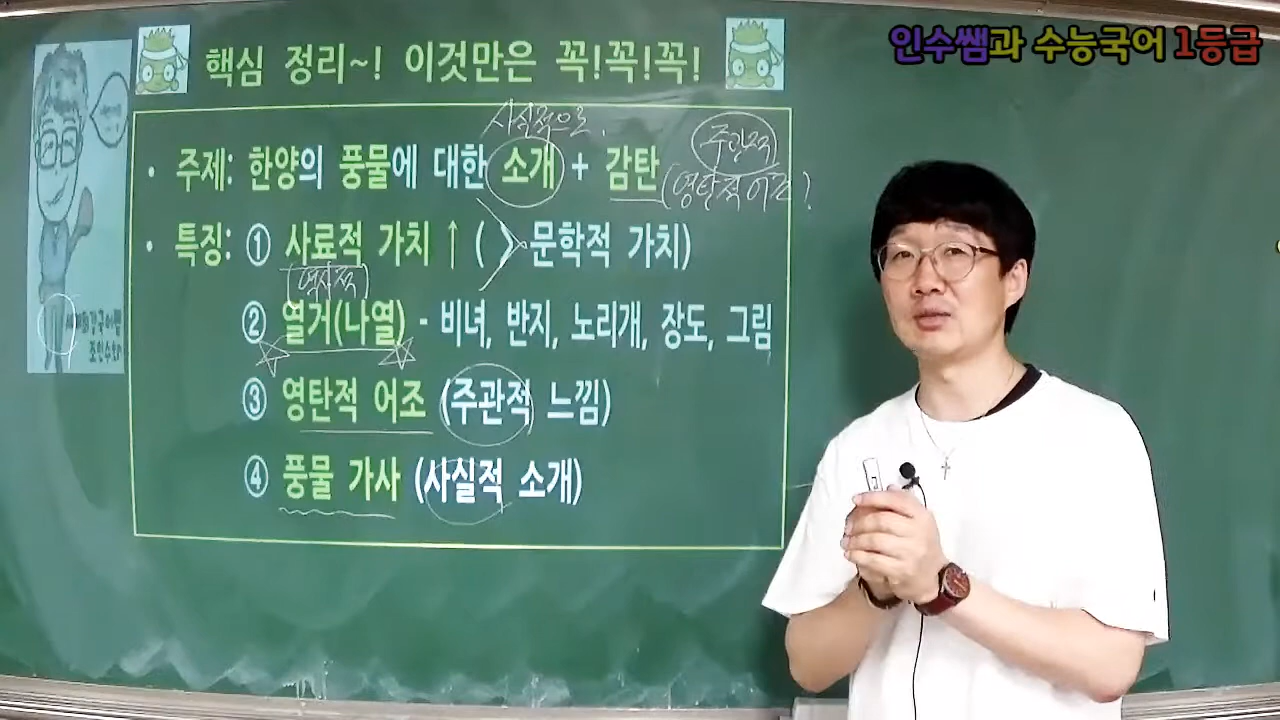 인수쌤과 수능국어 1등급
핵심 정리~! 이것만은 꼭!꼭!꼭!
사실적으로
주관적
• 주제: 한양의 풍물에 대한 소개 + 감탄 (영탄적 어조)
• 특징: ① 사료적 가치 ↑ ( > 문학적 가치)
(역사적)
② 열거(나열) - 비녀, 반지, 노리개, 장도, 그림
③ 영탄적 어조 (주관적 느낌)
④ 풍물 가사 (사실적 소개)